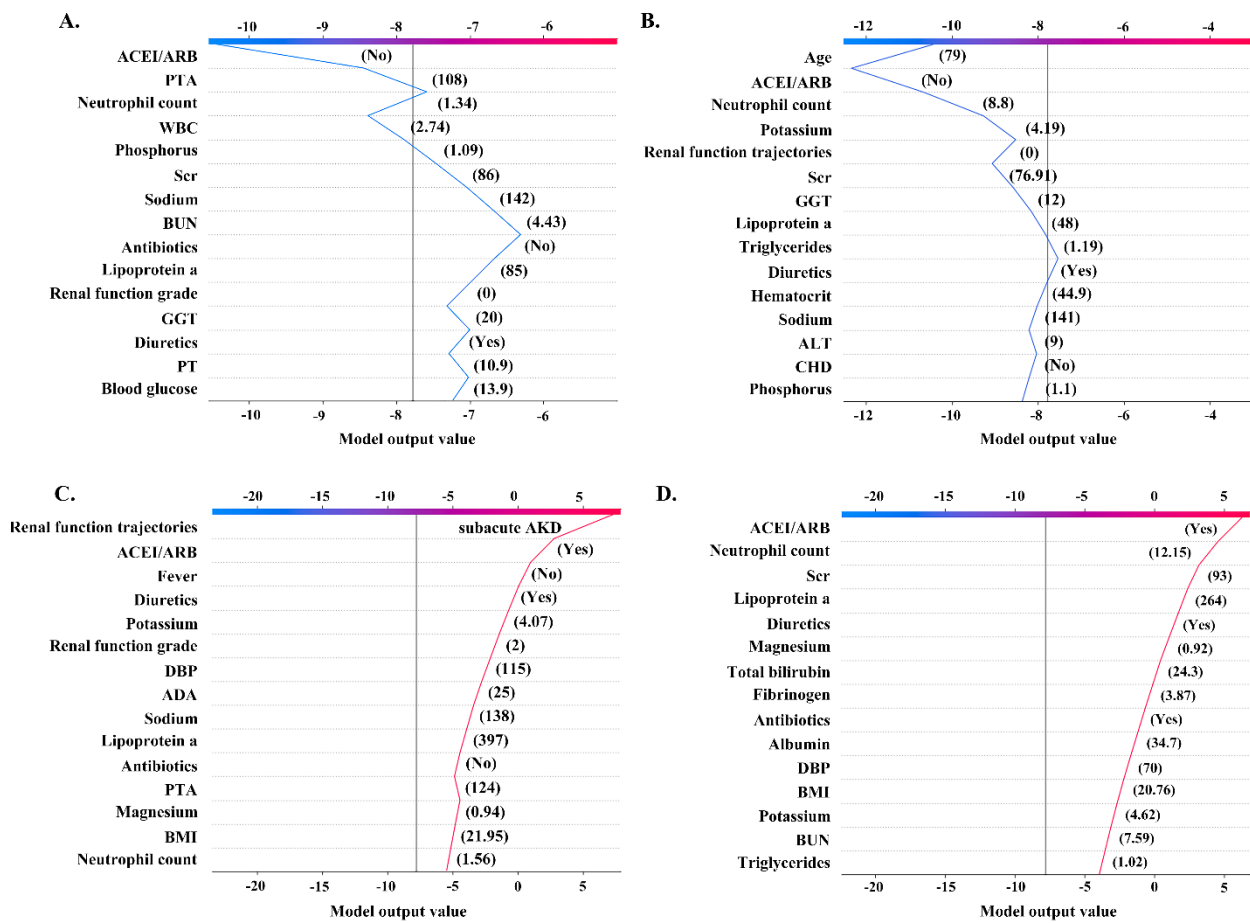 A.
-10 -9 -8 -7 -6
ACEI/ARB (No)
PTA (108)
Neutrophil count (1.34)
WBC (2.74)
Phosphorus (1.09)
Scr (86)
Sodium (142)
BUN (4.43)
Antibiotics (No)
Lipoprotein a (85)
Renal function grade (0)
GGT (20)
Diuretics (Yes)
PT (10.9)
Blood glucose (13.9)
-10 -9 -8 -7 -6
Model output value
B.
-12 -10 -8 -6 -4
Age (79)
ACEI/ARB (No)
Neutrophil count (8.8)
Potassium (4.19)
Renal function trajectories (0)
Scr (76.91)
GGT (12)
Lipoprotein a (48)
Triglycerides (1.19)
Diuretics (Yes)
Hematocrit (44.9)
Sodium (141)
ALT (9)
CHD (No)
Phosphorus (1.1)
-12 -10 -8 -6 -4
Model output value
C.
-20 -15 -10 -5 0 5
Renal function trajectories subacute AKD
ACEI/ARB (Yes)
Fever (No)
Diuretics (Yes)
Potassium (4.07)
Renal function grade (2)
DBP (115)
ADA (25)
Sodium (138)
Lipoprotein a (397)
Antibiotics (No)
PTA (124)
Magnesium (0.94)
BMI (21.95)
Neutrophil count (1.56)
-20 -15 -10 -5 0 5
Model output value
D.
-20 -15 -10 -5 0 5
ACEI/ARB (Yes)
Neutrophil count (12.15)
Scr (93)
Lipoprotein a (264)
Diuretics (Yes)
Magnesium (0.92)
Total bilirubin (24.3)
Fibrinogen (3.87)
Antibiotics (Yes)
Albumin (34.7)
DBP (70)
BMI (20.76)
Potassium (4.62)
BUN (7.59)
Triglycerides (1.02)
-20 -15 -10 -5 0 5
Model output value